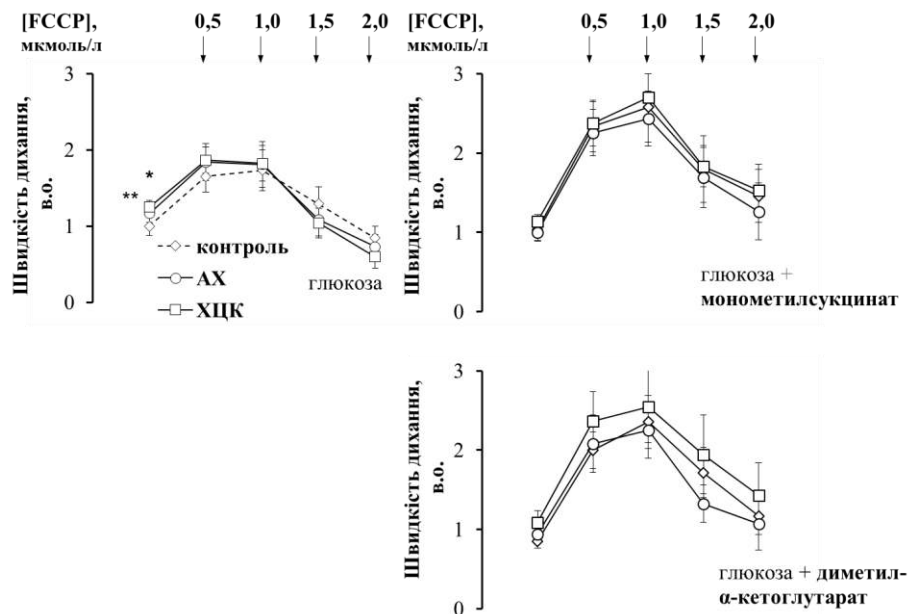 [FCCP],
мкмоль/л
0,5 1,0 1,5 2,0
[FCCP],
мкмоль/л
0,5 1,0 1,5 2,0
Швидкість дихання,
в.о.
3
2
1
0
**
*
контроль
АХ
ХЦК
глюкоза
Швидкість дихання,
в.о.
3
2
1
0
глюкоза +
монометилсукцинат
Швидкість дихання,
в.о.
3
2
1
0
глюкоза + диметил-
α-кетоглутарат